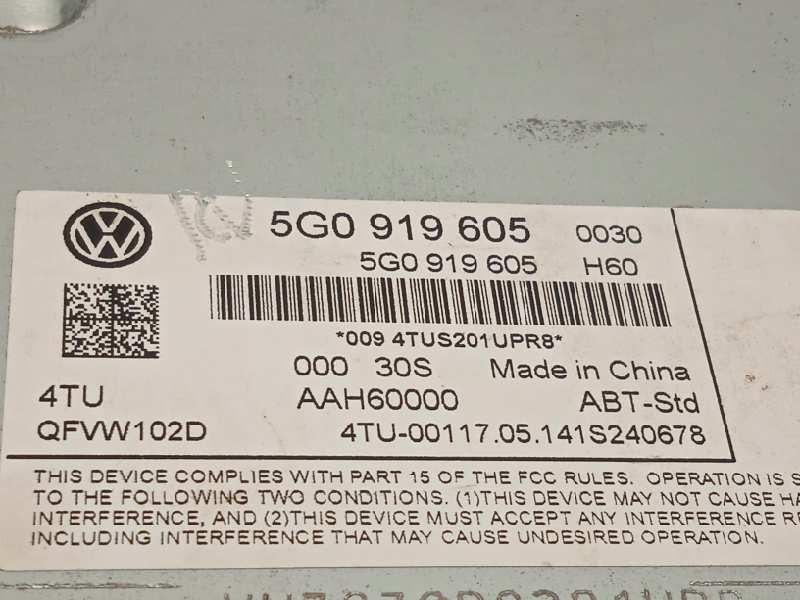 5G0 919 605 0030
5G0 919 605 H60
*009 4TUS201UPR8*
000 30S Made in China
4TU AAH60000 ABT-Std
QFVW102D 4TU-00117.05.141S240678
THIS DEVICE COMPLIES WITH PART 15 OF THE FCC RULES. OPERATION IS S
TO THE FOLLOWING TWO CONDITIONS. (1)THIS DEVICE MAY NOT CAUSE HA
INTERFERENCE, AND (2)THIS DEVICE MUST ACCEPT ANY INTERFERENCE RE
INCLUDING INTERFERENCE THAT MAY CAUSE UNDESIRED OPERATION.